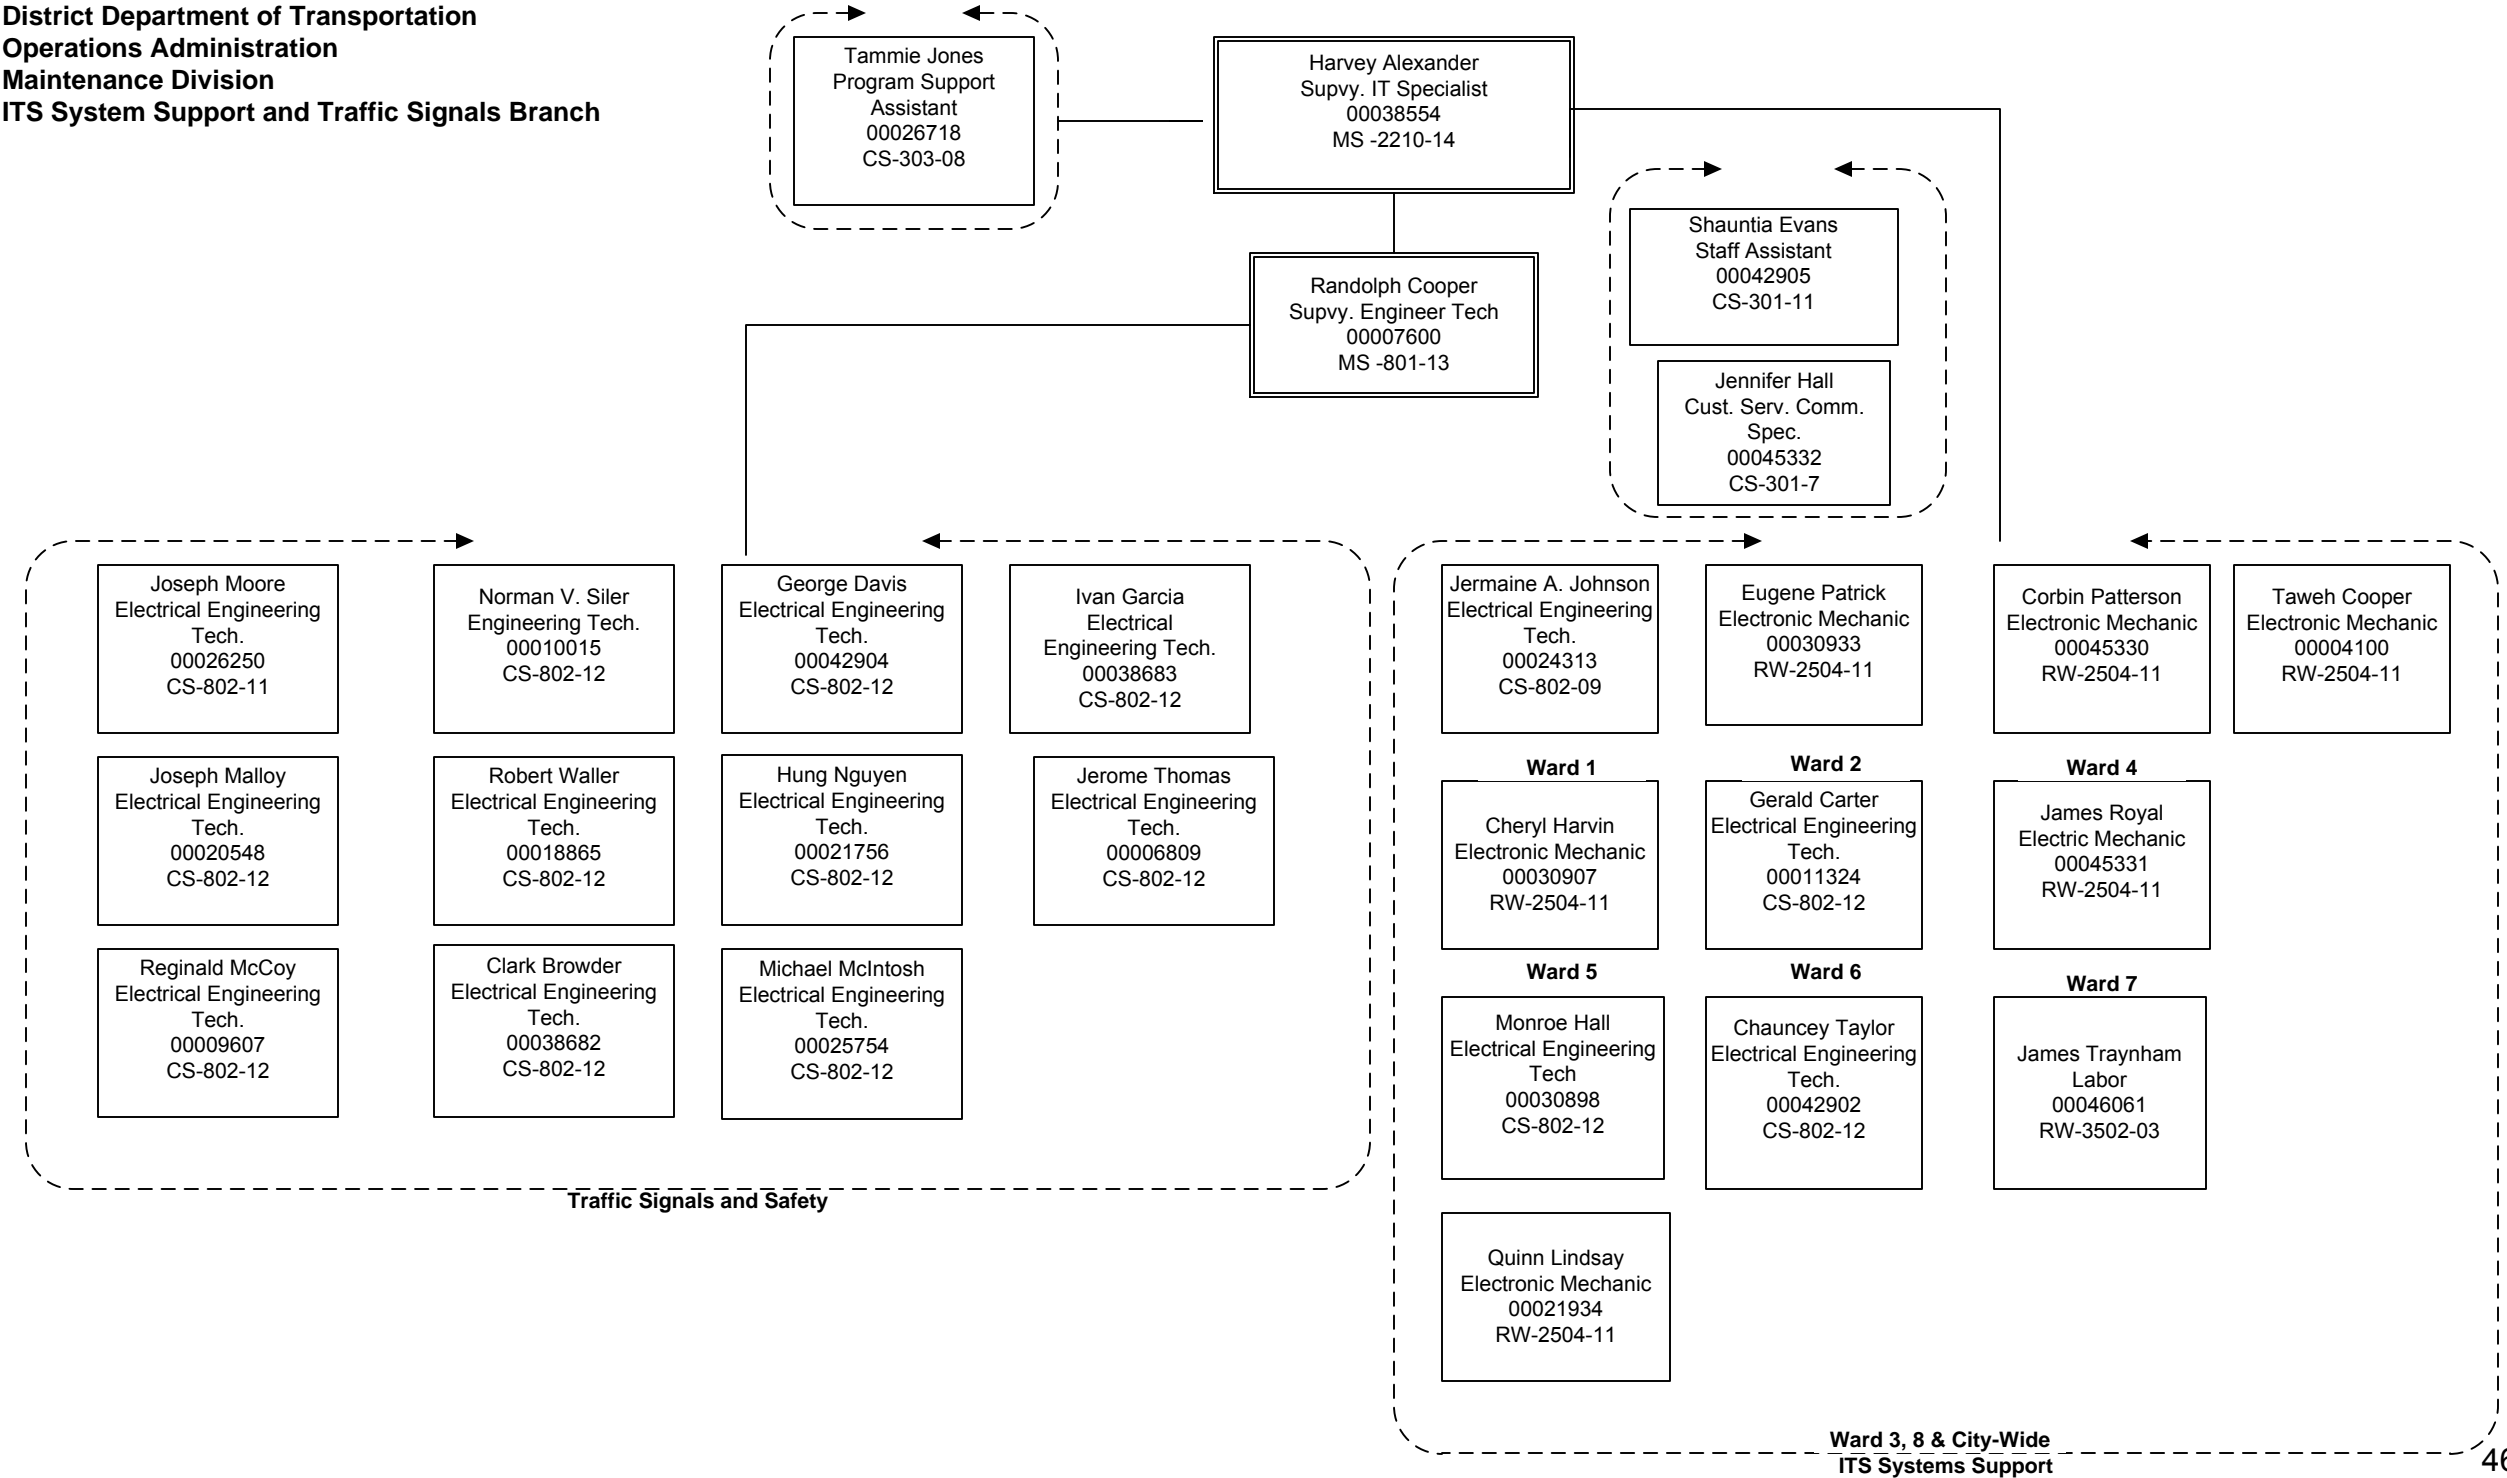 District Department of Transportation
Operations Administration
Maintenance Division
ITS System Support and Traffic Signals Branch
Tammie Jones
Program Support
Assistant
00026718
CS-303-08
Harvey Alexander
Supvy. IT Specialist
00038554
MS -2210-14
Randolph Cooper
Supvy. Engineer Tech
00007600
MS -801-13
Shauntia Evans
Staff Assistant
00042905
CS-301-11
Jennifer Hall
Cust. Serv. Comm.
Spec.
00045332
CS-301-7
Joseph Moore
Electrical Engineering
Tech.
00026250
CS-802-11
Norman V. Siler
Engineering Tech.
00010015
CS-802-12
George Davis
Electrical Engineering
Tech.
00042904
CS-802-12
Ivan Garcia
Electrical
Engineering Tech.
00038683
CS-802-12
Joseph Malloy
Electrical Engineering
Tech.
00020548
CS-802-12
Robert Waller
Electrical Engineering
Tech.
00018865
CS-802-12
Hung Nguyen
Electrical Engineering
Tech.
00021756
CS-802-12
Jerome Thomas
Electrical Engineering
Tech.
00006809
CS-802-12
Reginald McCoy
Electrical Engineering
Tech.
00009607
CS-802-12
Clark Browder
Electrical Engineering
Tech.
00038682
CS-802-12
Michael McIntosh
Electrical Engineering
Tech.
00025754
CS-802-12
Traffic Signals and Safety
Jermaine A. Johnson
Electrical Engineering
Tech.
00024313
CS-802-09
Eugene Patrick
Electronic Mechanic
00030933
RW-2504-11
Corbin Patterson
Electronic Mechanic
00045330
RW-2504-11
Taweh Cooper
Electronic Mechanic
00004100
RW-2504-11
Ward 1
Cheryl Harvin
Electronic Mechanic
00030907
RW-2504-11
Ward 2
Gerald Carter
Electrical Engineering
Tech.
00011324
CS-802-12
Ward 4
James Royal
Electric Mechanic
00045331
RW-2504-11
Ward 5
Monroe Hall
Electrical Engineering
Tech
00030898
CS-802-12
Ward 6
Chauncey Taylor
Electrical Engineering
Tech.
00042902
CS-802-12
Ward 7
James Traynham
Labor
00046061
RW-3502-03
Quinn Lindsay
Electronic Mechanic
00021934
RW-2504-11
Ward 3, 8 & City-Wide
ITS Systems Support